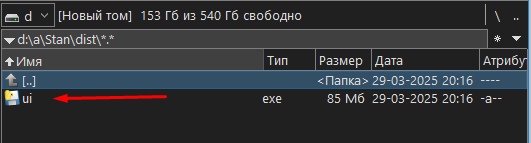 d [Новый том] 153 Гб из 540 Гб свободно \ ..
d:\a\Stan\dist\*.* * ..
Имя Тип Размер Дата Атрибут
[..] <Папка> 29-03-2025 20:16 ----
ui exe 85 Мб 29-03-2025 20:16 -a--